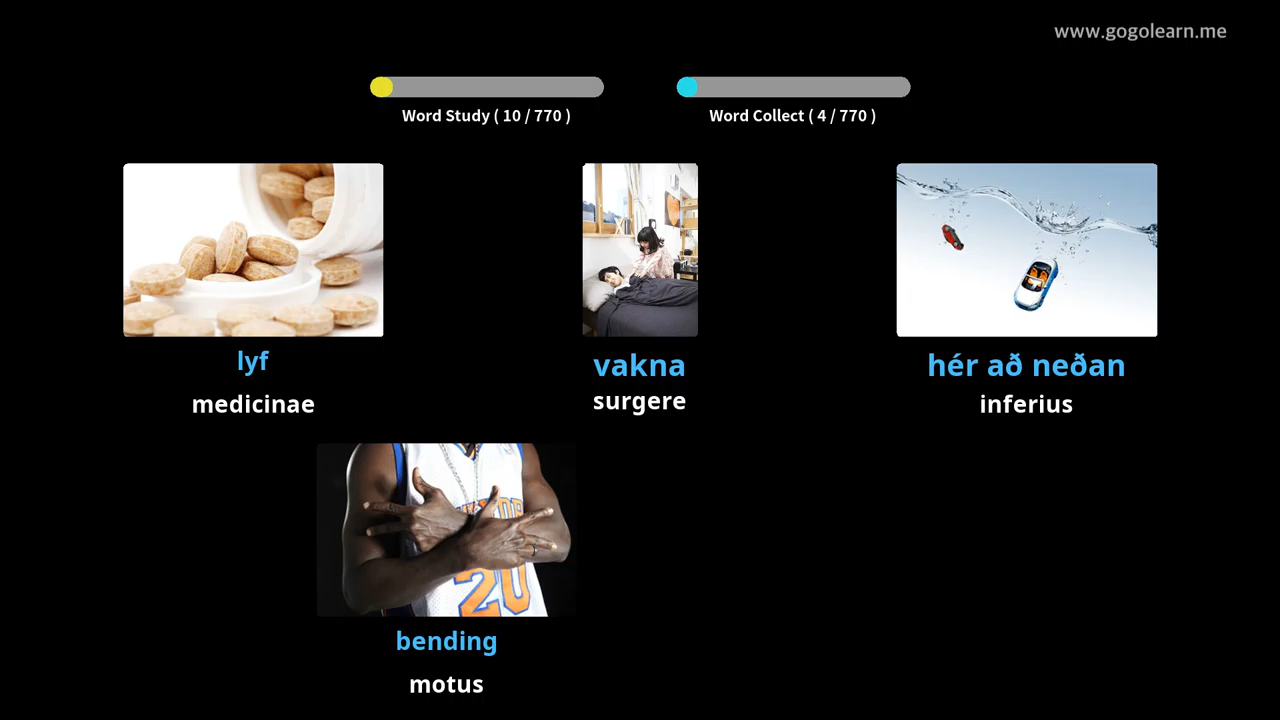 www.gogolearn.me
Word Study ( 10 / 770 )
Word Collect ( 4 / 770 )
lyf
medicinae
vakna
surgere
hér að neðan
inferius
20
bending
motus